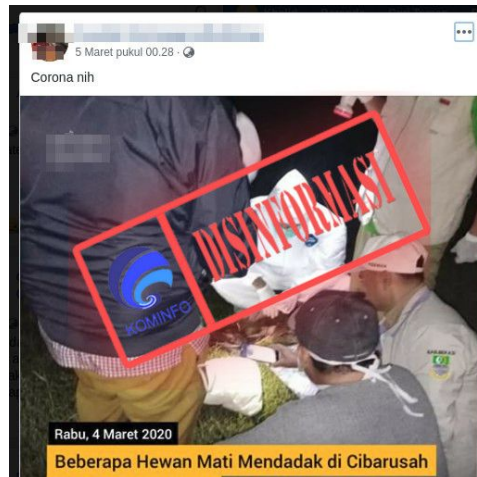 5 Maret pukul 00.28 ·
Corona nih
DISINFORMASI
KOMINFO
Rabu, 4 Maret 2020
Beberapa Hewan Mati Mendadak di Cibarusah